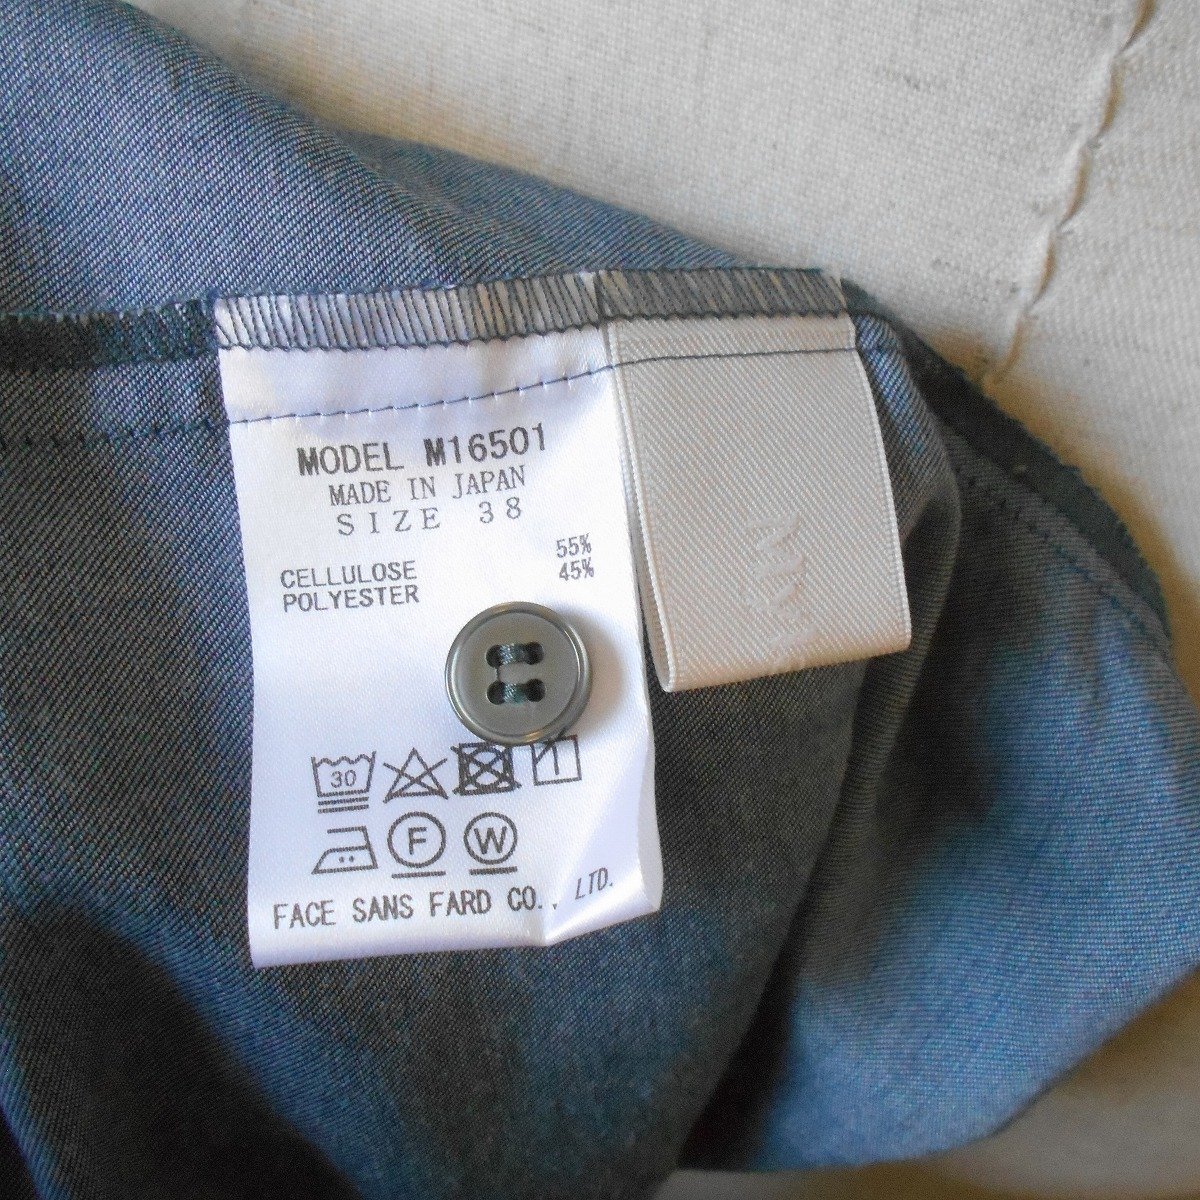 MODEL M16501
MADE IN JAPAN
SIZE 38
55%
CELLULOSE 45%
POLYESTER
30
F W
FACE SANS FARD CO., LTD.